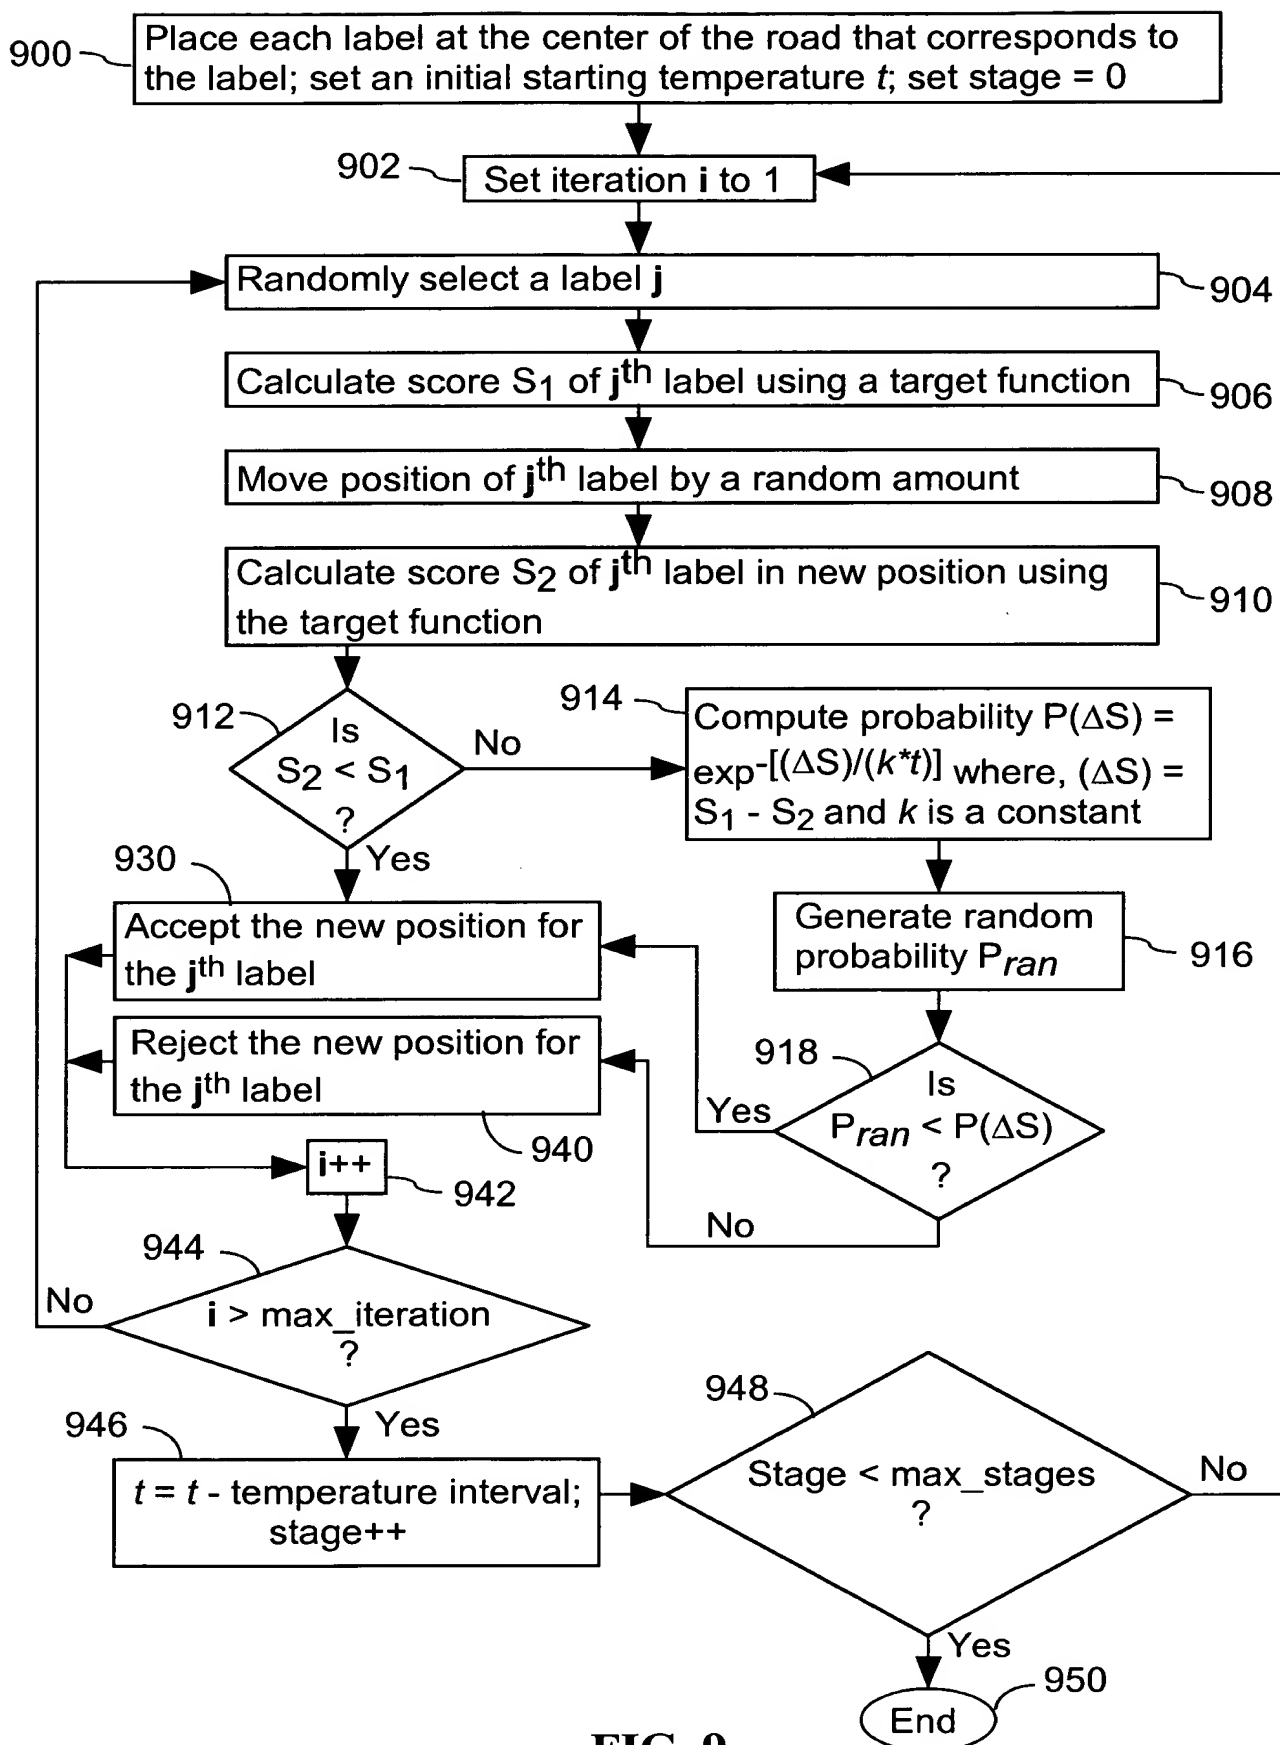 900
Place each label at the center of the road that corresponds to
the label; set an initial starting temperature t; set stage = 0
902
Set iteration i to 1
Randomly select a label j
904
Calculate score S1 of jth label using a target function
906
Move position of jth label by a random amount
908
Calculate score S2 of jth label in new position using
the target function
910
912
Is
S2 < S1
?
No
Yes
914
Compute probability P(ΔS) =
exp-[(ΔS)/(k*t)] where, (ΔS) =
S1 - S2 and k is a constant
Generate random
probability Pran
916
918
Is
Pran < P(ΔS)
?
Yes
No
930
Accept the new position for
the jth label
Reject the new position for
the jth label
940
i++
942
944
i > max_iteration
?
No
Yes
946
t = t - temperature interval;
stage++
948
Stage < max_stages
?
No
Yes
950
End